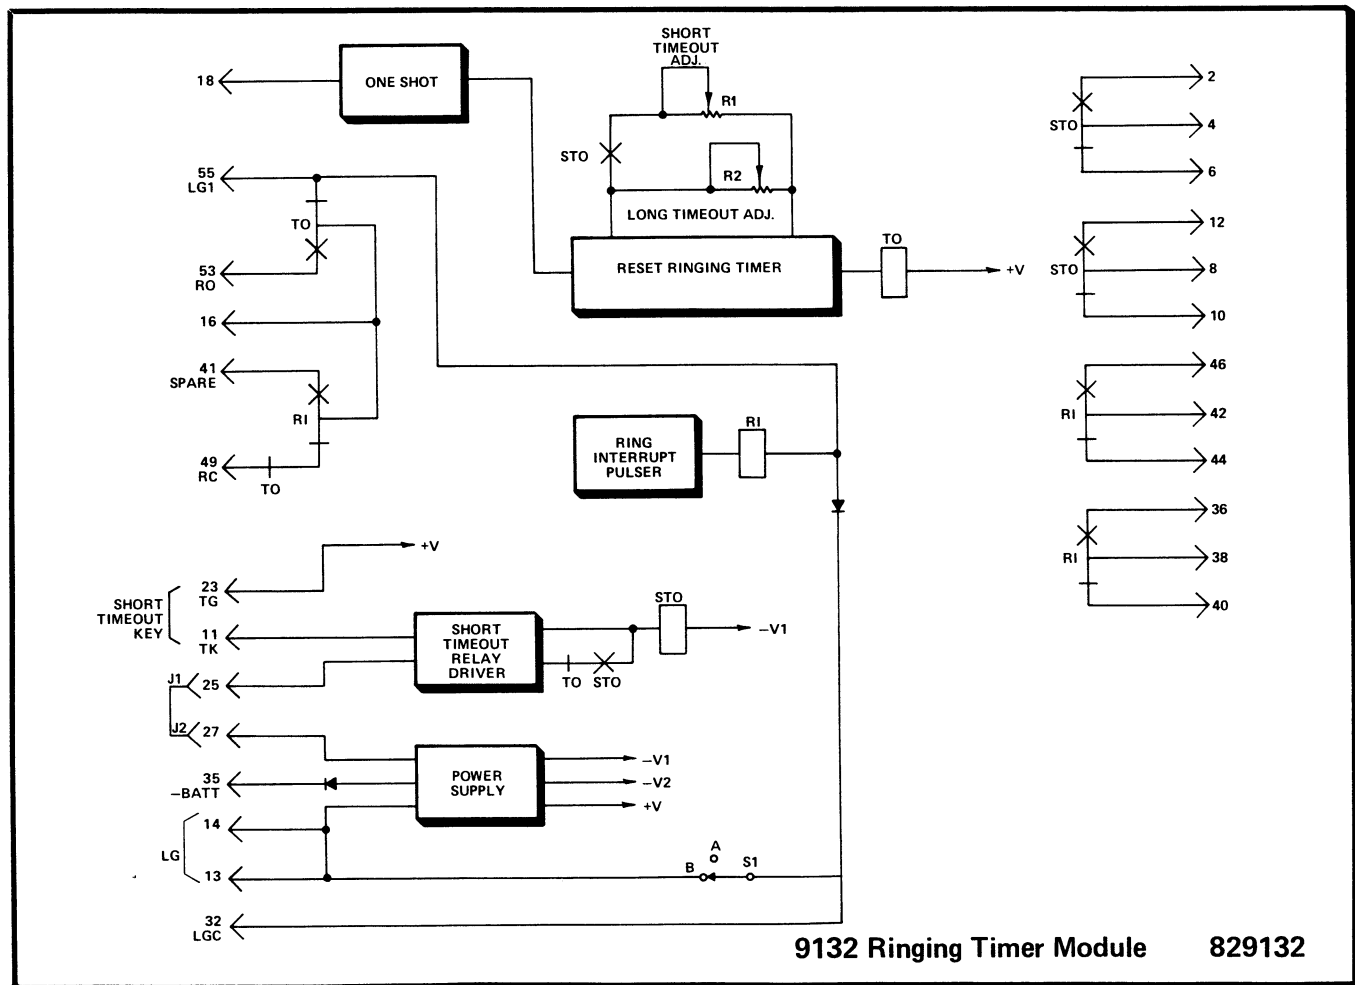 SHORT
TIMEOUT
ADJ.
18
ONE SHOT
R1
2
STO
4
STO
6
55
LG1
R2
TO
LONG TIMEOUT ADJ.
12
53
RO
RESET RINGING TIMER
TO
+V
STO
8
16
10
41
SPARE
46
RI
RI
RI
42
49
RC
TO
RING
INTERRUPT
PULSER
44
36
RI
38
40
+V
SHORT
TIMEOUT
KEY
23
TG
11
TK
SHORT
TIMEOUT
RELAY
DRIVER
STO
–V1
TO
STO
J1
25
J2
27
35
–BATT
POWER
SUPPLY
–V1
–V2
+V
LG
14
13
B
A
S1
32
LGC
9132 Ringing Timer Module
829132